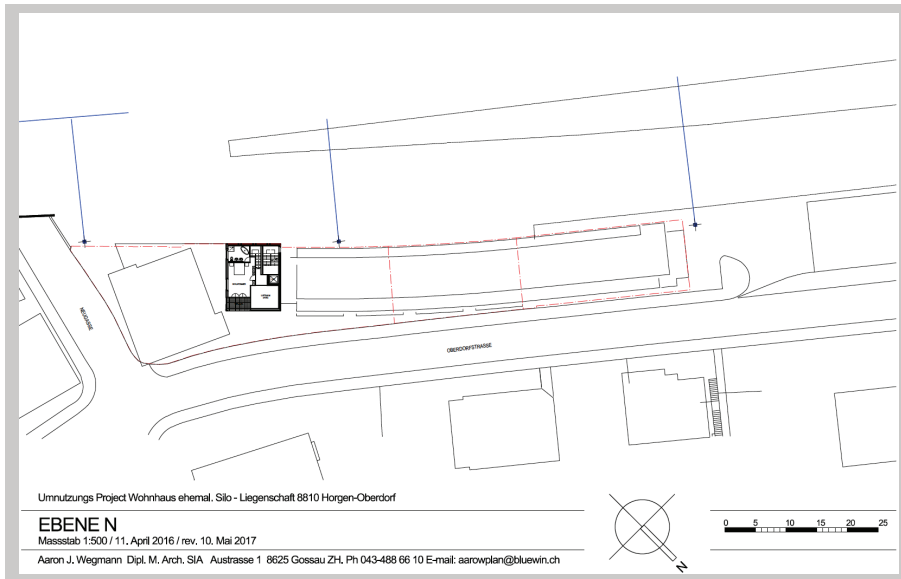 NEUGASSE
OBERDORFSTRASSE
Umnutzungs Project Wohnhaus ehemal. Silo - Liegenschaft 8810 Horgen-Oberdorf
EBENE N
Massstab 1:500 / 11. April 2016 / rev. 10. Mai 2017
Aaron J. Wegmann Dipl. M. Arch. SIA Austrasse 1 8625 Gossau ZH. Ph 043-488 66 10 E-mail: aarowplan@bluewin.ch
N
0 5 10 15 20 25